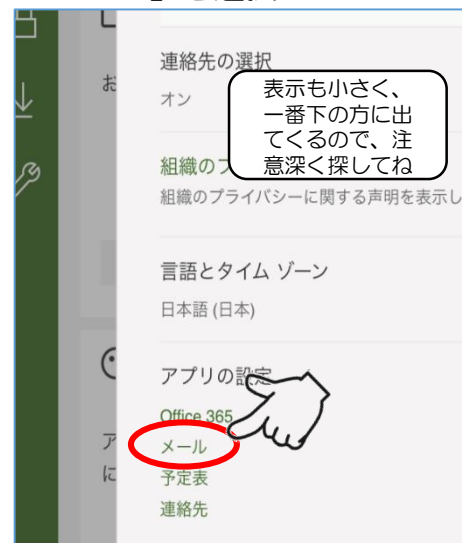 連絡先の選択
お
オン
表示も小さく、
一番下の方に出
てくるので、注
意深く探してね
組織のプ
組織のプライバシーに関する声明を表示し
言語とタイム ゾーン
日本語 (日本)
アプリの設定
Office 365
ア
メール
に
予定表
連絡先